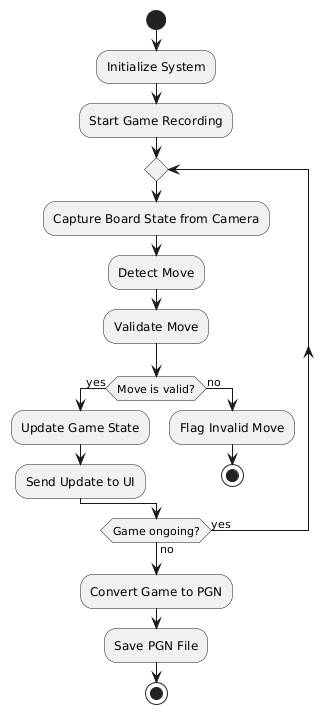 Initialize System
Start Game Recording
Capture Board State from Camera
Detect Move
Validate Move
yes
Move is valid?
no
Update Game State
Flag Invalid Move
Send Update to UI
Game ongoing?
yes
no
Convert Game to PGN
Save PGN File